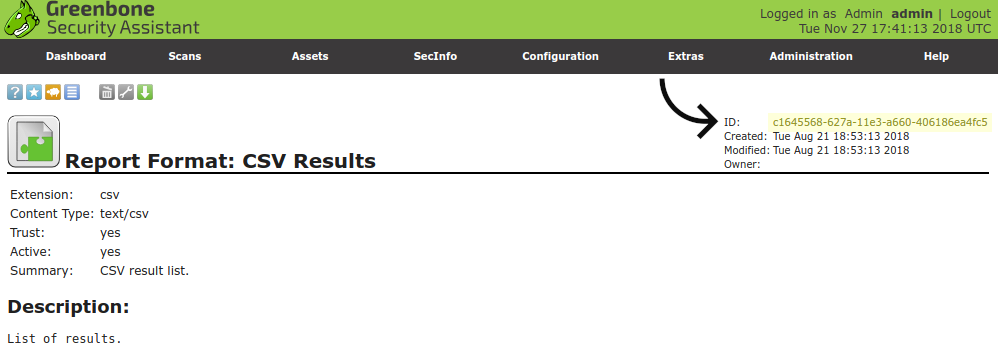 Greenbone
Security Assistant
Logged in as Admin admin | Logout
Tue Nov 27 17:41:13 2018 UTC
Dashboard Scans Assets SecInfo Configuration Extras Administration Help
?
ID: c1645568-627a-11e3-a660-406186ea4fc5
Created: Tue Aug 21 18:53:13 2018
Modified: Tue Aug 21 18:53:13 2018
Owner:
Report Format: CSV Results
Extension: csv
Content Type: text/csv
Trust: yes
Active: yes
Summary: CSV result list.
Description:
List of results.